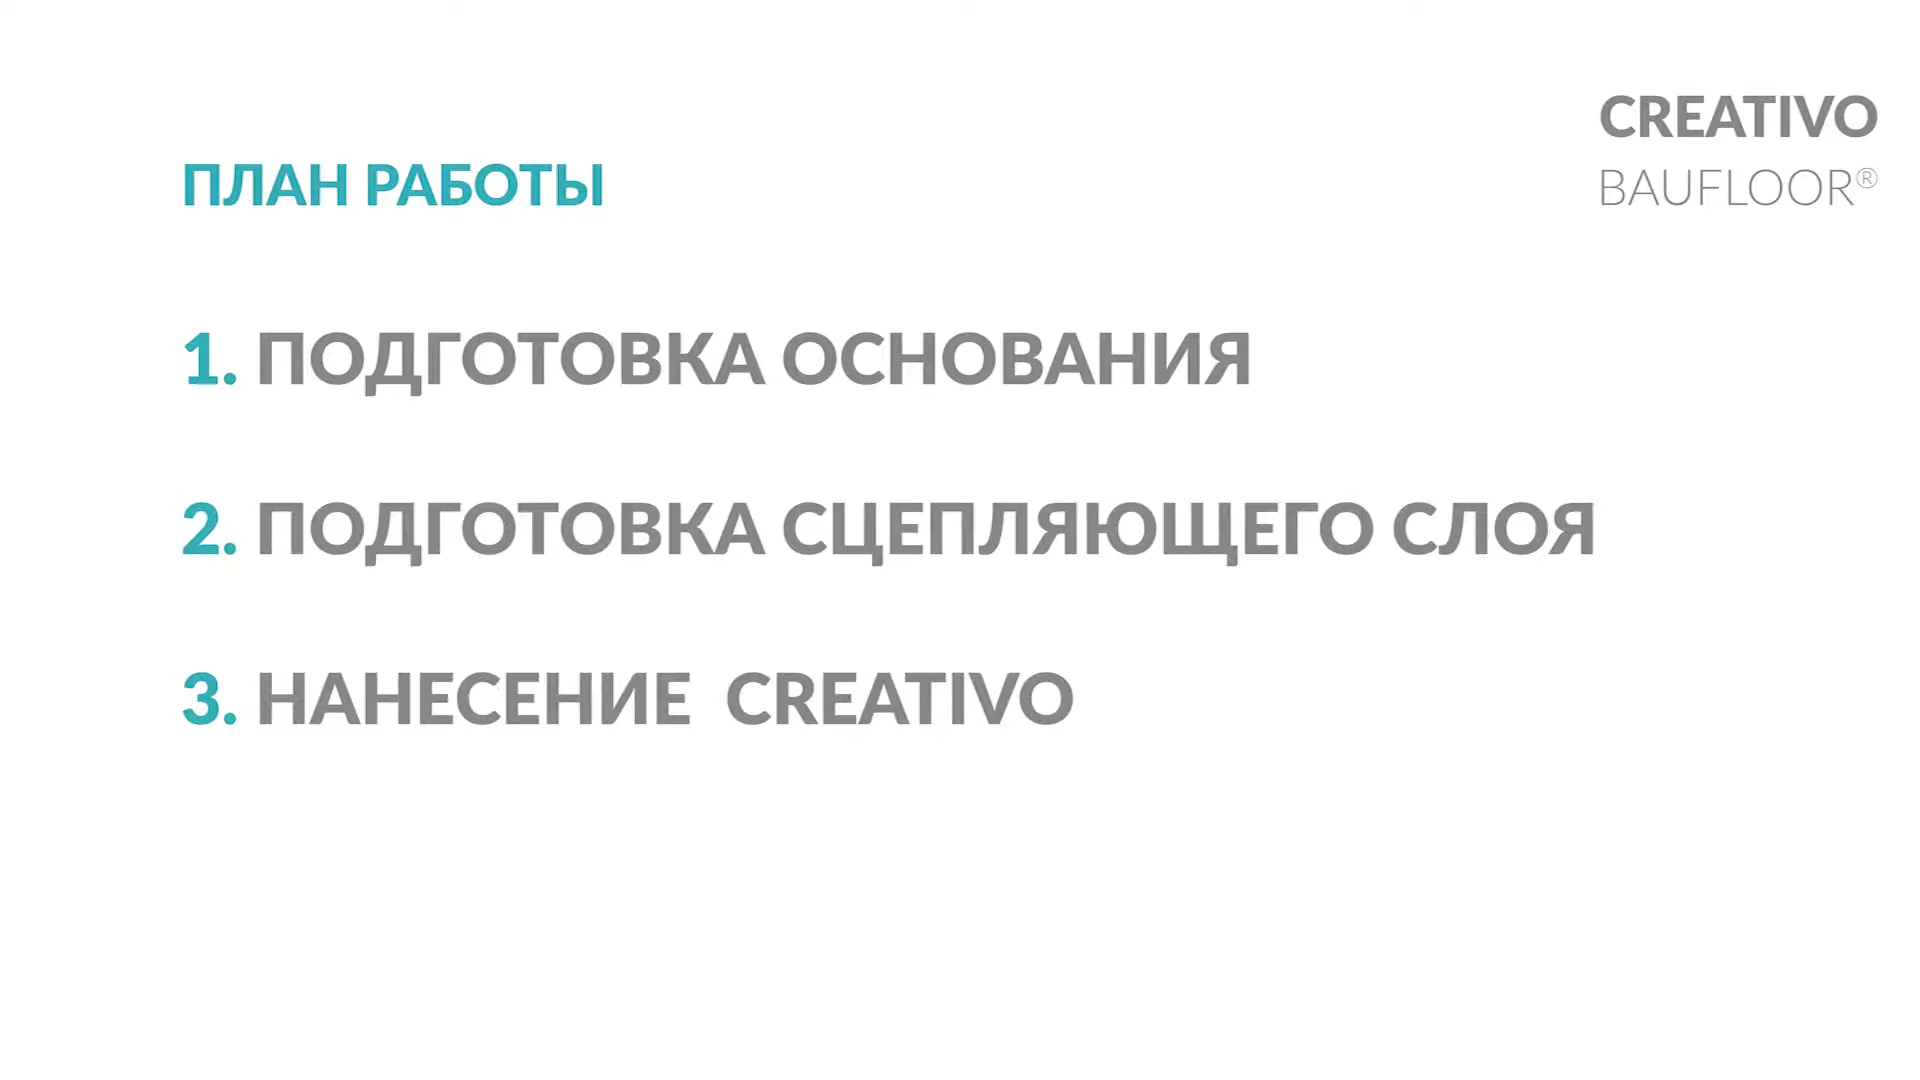 CREATIVO
BAUFLOOR®
ПЛАН РАБОТЫ
1. ПОДГОТОВКА ОСНОВАНИЯ
2. ПОДГОТОВКА СЦЕПЛЯЮЩЕГО СЛОЯ
3. НАНЕСЕНИЕ CREATIVO